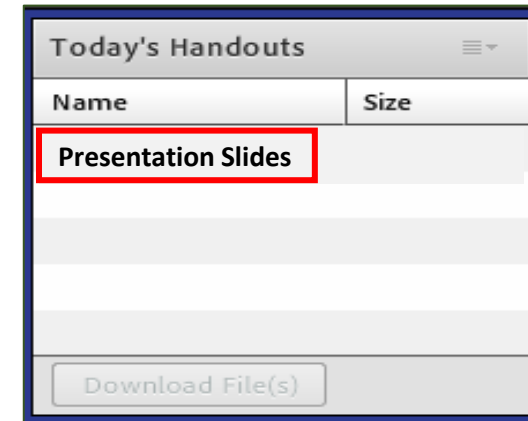 Today's Handouts
Name Size
Presentation Slides
Download File(s)